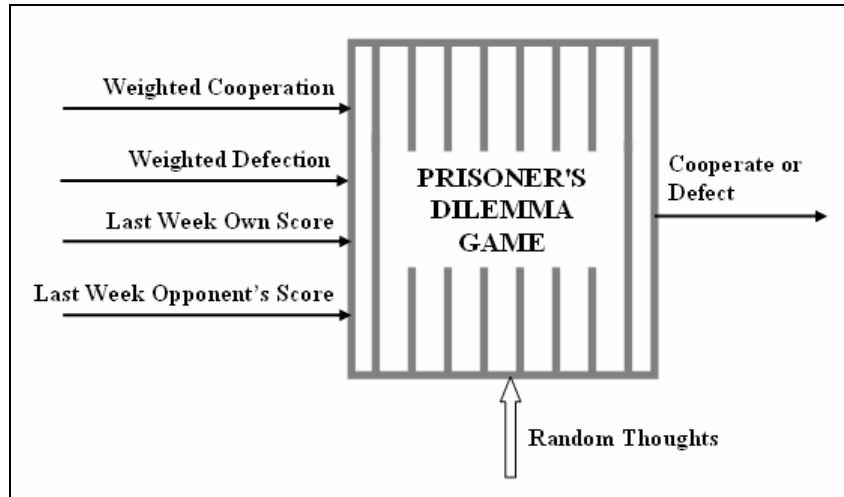 Weighted Cooperation
Weighted Defection
Last Week Own Score
Last Week Opponent's Score
PRISONER'S
DILEMMA
GAME
Cooperate or
Defect
Random Thoughts